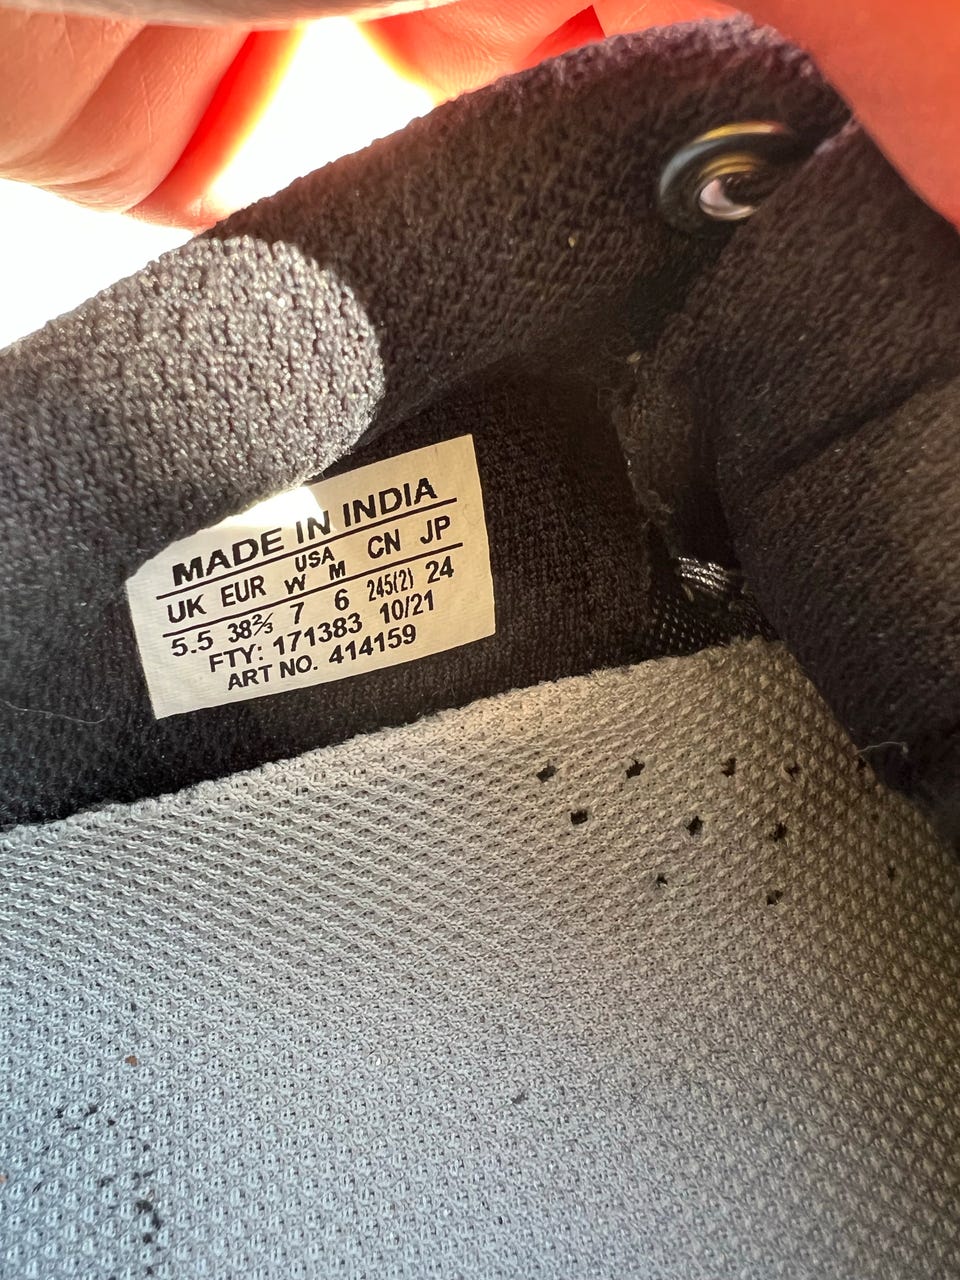 MADE IN INDIA
USA
UK EUR W M CN JP
5.5 38⅔ 7 6 245(2) 24
FTY: 171383 10/21
ART NO. 414159